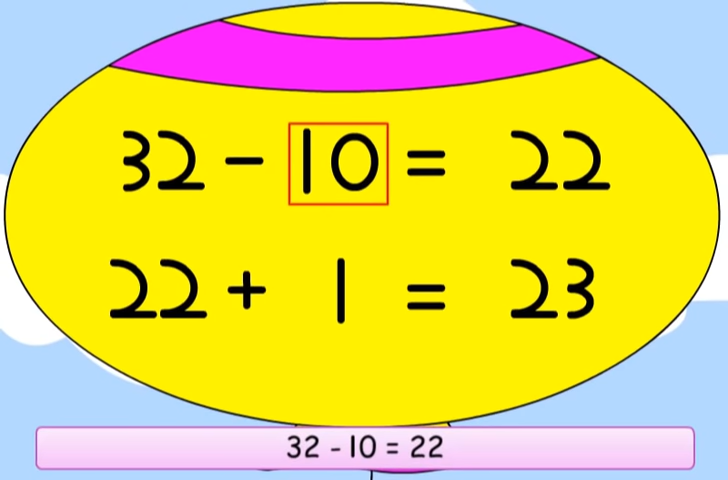 32 - 10 = 22
22 + 1 = 23
32 - 10 = 22